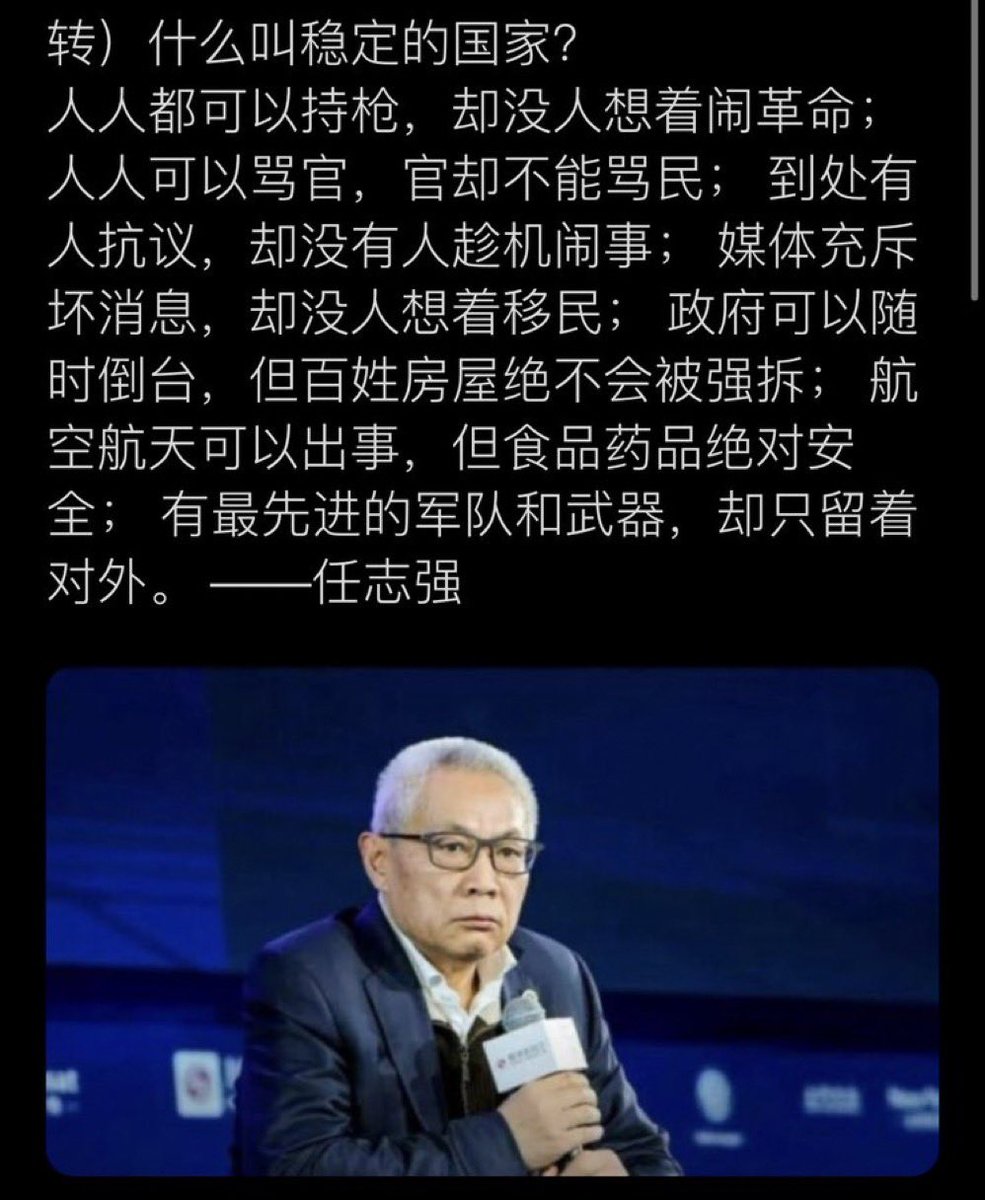 转）什么叫稳定的国家？
人人都可以持枪，却没人想着闹革命；
人人可以骂官，官却不能骂民； 到处有
人抗议，却没有人趁机闹事； 媒体充斥
坏消息，却没人想着移民； 政府可以随
时倒台，但百姓房屋绝不会被强拆； 航
空航天可以出事，但食品药品绝对安
全； 有最先进的军队和武器，却只留着
对外。 ——任志强